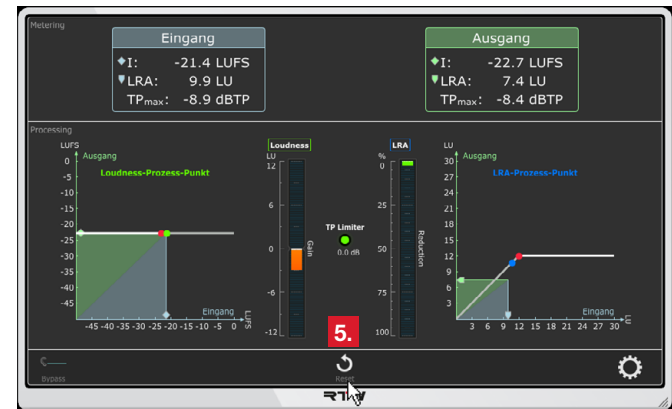 Metering
Eingang
I: -21.4 LUFS
LRA: 9.9 LU
TPmax: -8.9 dBTP
Ausgang
I: -22.7 LUFS
LRA: 7.4 LU
TPmax: -8.4 dBTP
Processing
LUFS
Ausgang
Loudness-Prozess-Punkt
0
-5
-10
-15
-20
-25
-30
-35
-40
-45
Eingang
-45 -40 -35 -30 -25 -20 -15 -10 -5 0
LUFS
Loudness
LU
12
6
0
-6
-12
Gain
TP Limiter
0.0 dB
LRA
%
0
25
50
75
100
Reduction
LU
Ausgang
LRA-Prozess-Punkt
30
27
24
21
18
15
12
9
6
3
Eingang
3 6 9 12 15 18 21 24 27 30
LU
5.
Bypass
Reset
RTW